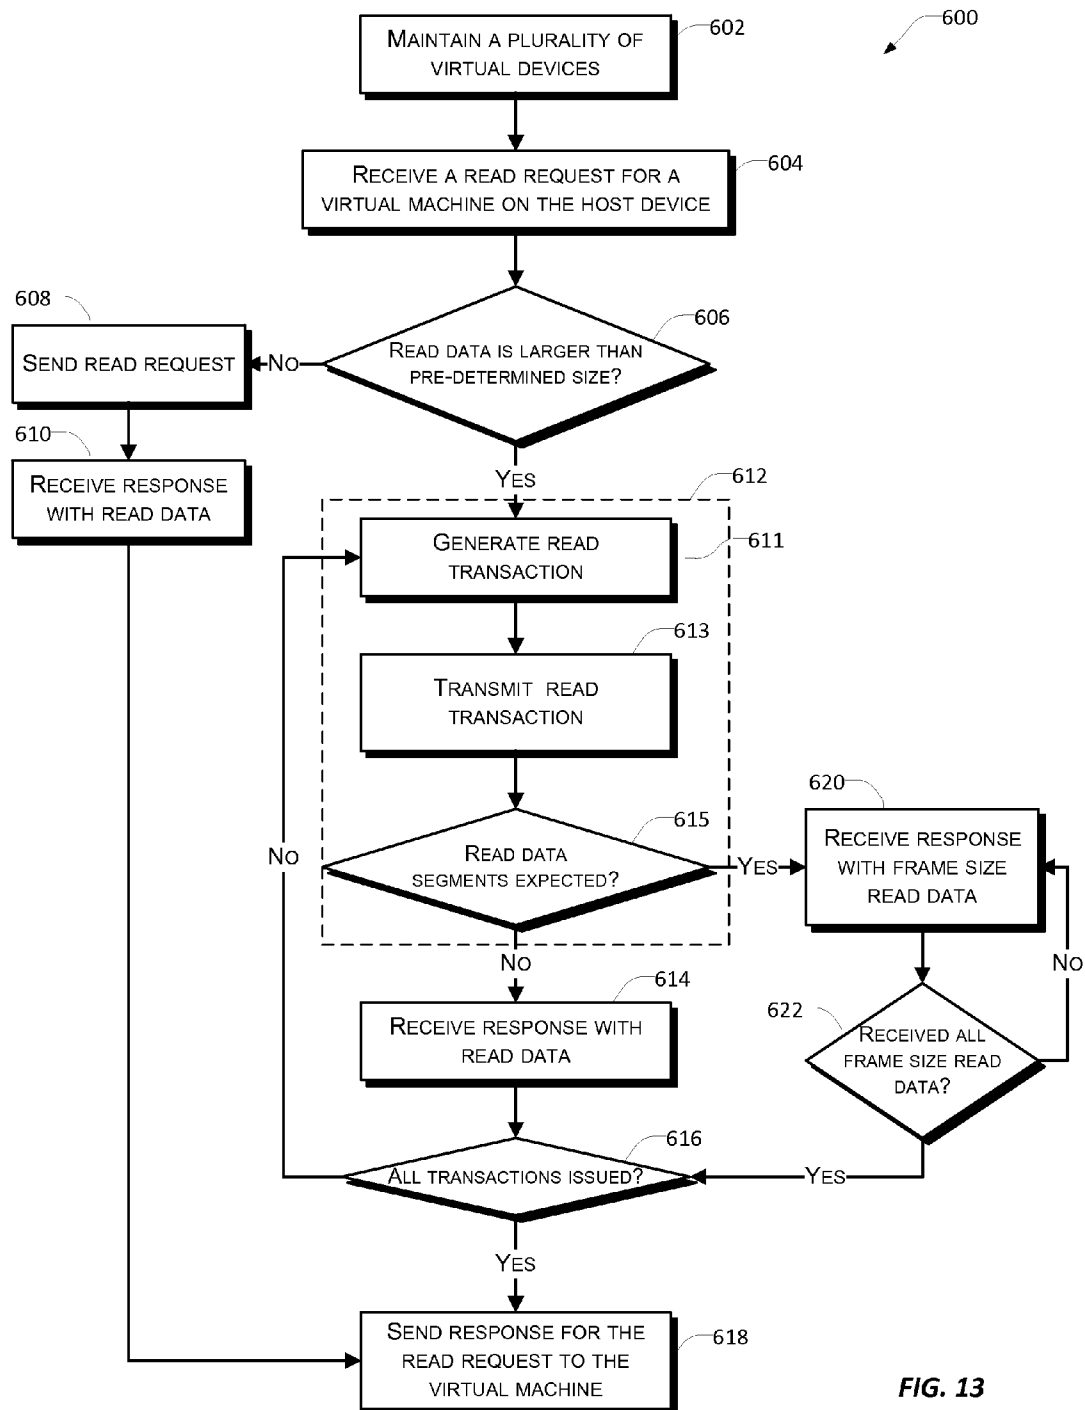 MAINTAIN A PLURALITY OF
VIRTUAL DEVICES
602
600
RECEIVE A READ REQUEST FOR A
VIRTUAL MACHINE ON THE HOST DEVICE
604
READ DATA IS LARGER THAN
PRE-DETERMINED SIZE?
606
NO
608
SEND READ REQUEST
610
RECEIVE RESPONSE
WITH READ DATA
YES
612
GENERATE READ
TRANSACTION
611
TRANSMIT READ
TRANSACTION
613
READ DATA
SEGMENTS EXPECTED?
615
YES
620
RECEIVE RESPONSE
WITH FRAME SIZE
READ DATA
NO
622
RECEIVED ALL
FRAME SIZE READ
DATA?
YES
NO
614
RECEIVE RESPONSE WITH
READ DATA
616
ALL TRANSACTIONS ISSUED?
NO
YES
SEND RESPONSE FOR THE
READ REQUEST TO THE
VIRTUAL MACHINE
618
FIG. 13